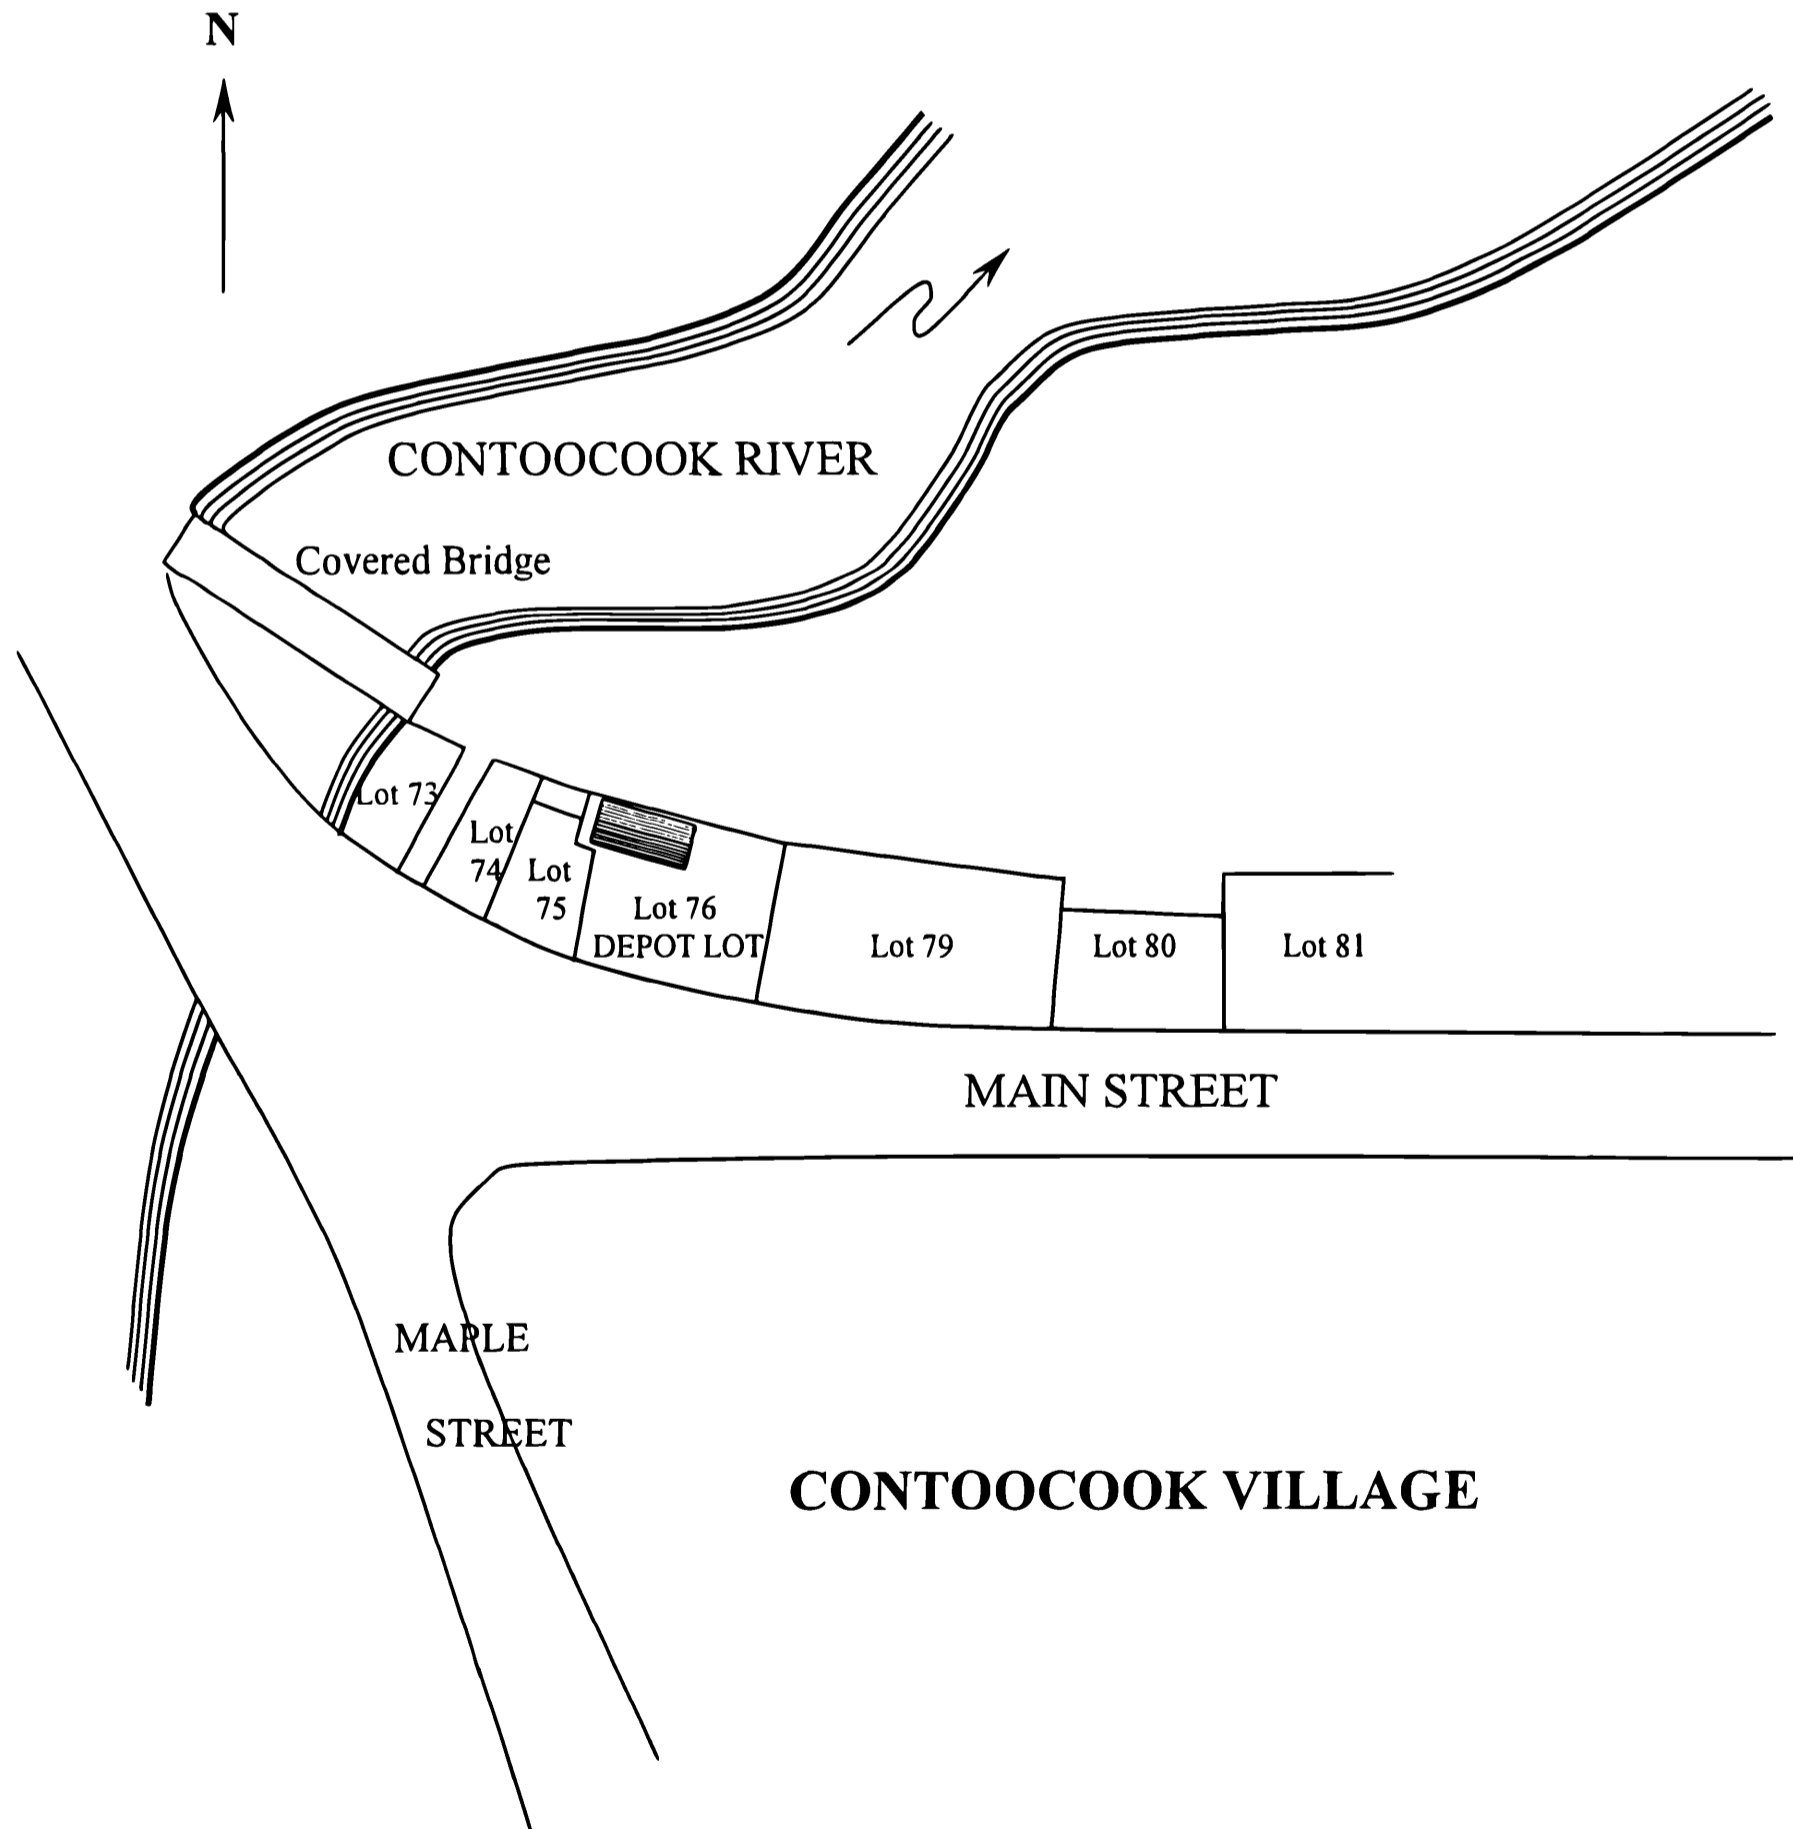 N
CONTOOCOOK RIVER
Covered Bridge
Lot 73
Lot
74
Lot
75
Lot 76
DEPOT LOT
Lot 79
Lot 80
Lot 81
MAIN STREET
MAPLE
STREET
CONTOOCOOK VILLAGE